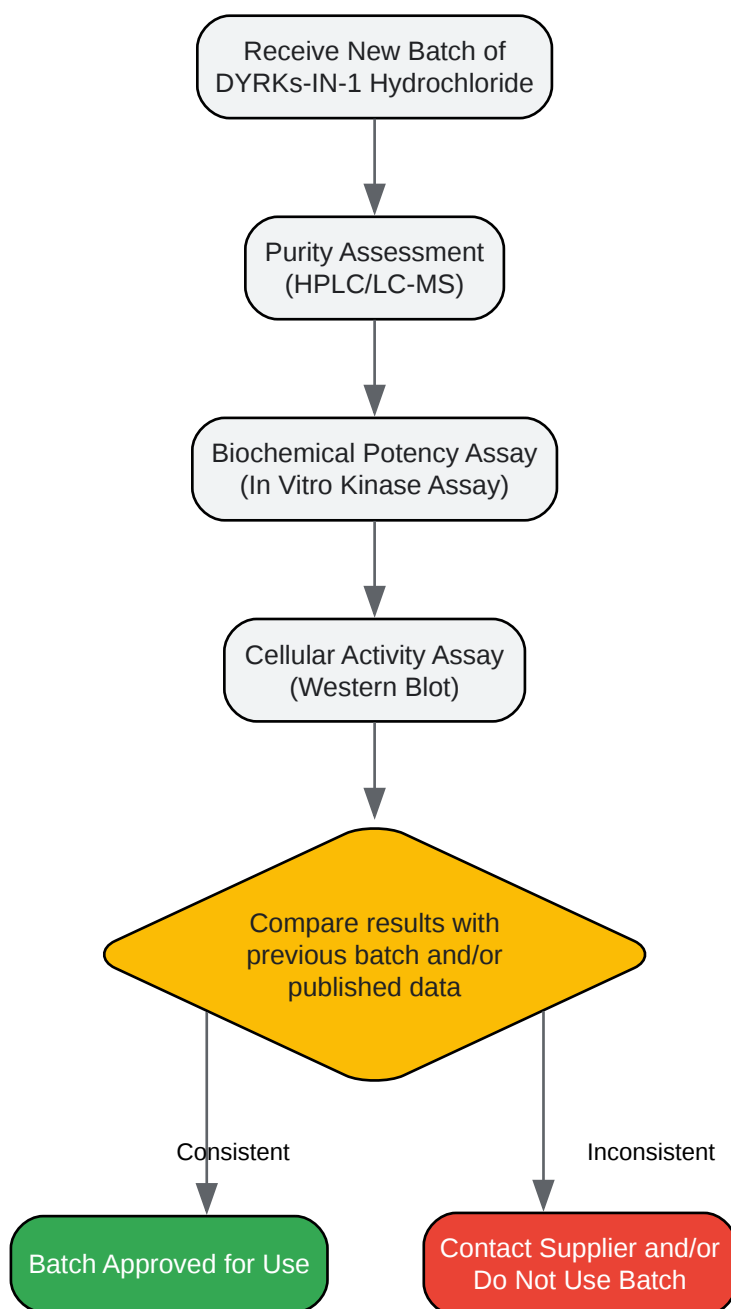 Receive New Batch of
DYRKs-IN-1 Hydrochloride
Purity Assessment
(HPLC/LC-MS)
Biochemical Potency Assay
(In Vitro Kinase Assay)
Cellular Activity Assay
(Western Blot)
Compare results with
previous batch and/or
published data
Consistent
Inconsistent
Batch Approved for Use
Contact Supplier and/or
Do Not Use Batch